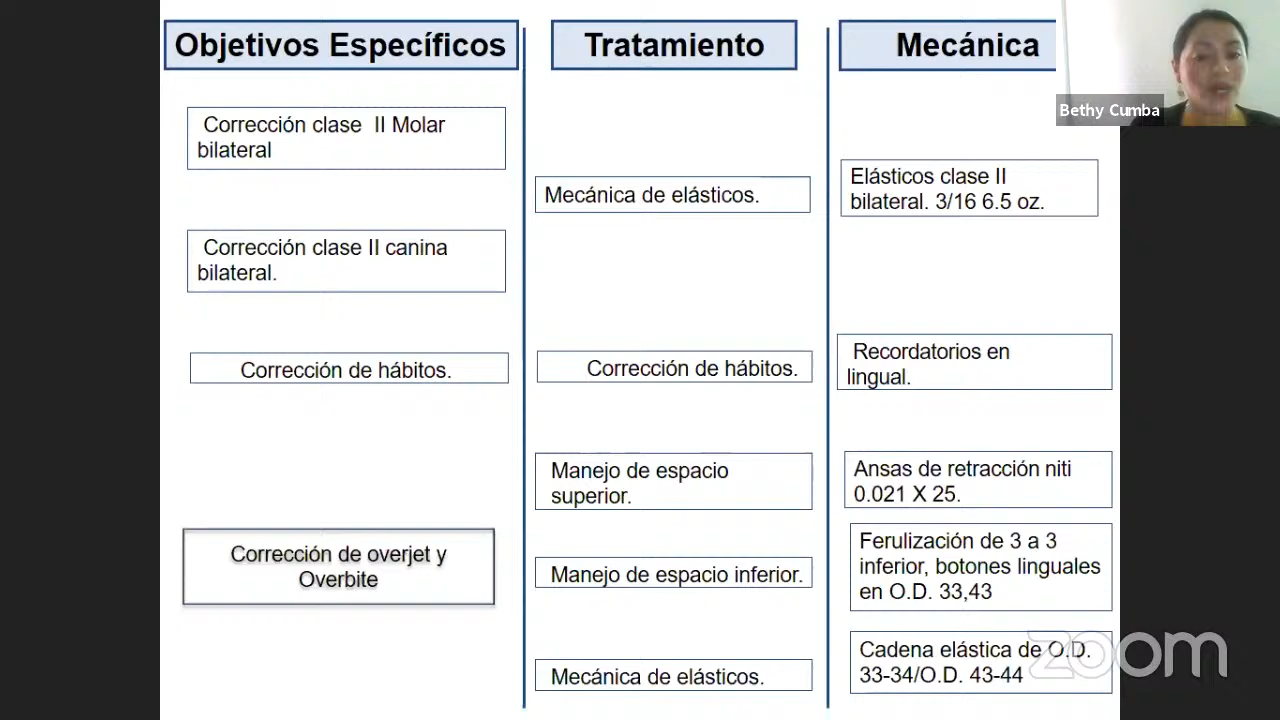 Objetivos Específicos
Tratamiento
Mecánica
Bethy Cumba
Corrección clase II Molar
bilateral
Mecánica de elásticos.
Elásticos clase II
bilateral. 3/16 6.5 oz.
Corrección clase II canina
bilateral.
Corrección de hábitos.
Corrección de hábitos.
Recordatorios en
lingual.
Manejo de espacio
superior.
Ansas de retracción niti
0.021 X 25.
Corrección de overjet y
Overbite
Manejo de espacio inferior.
Ferulización de 3 a 3
inferior, botones linguales
en O.D. 33,43
Mecánica de elásticos.
Cadena elástica de O.D.
33-34/O.D. 43-44
zoom